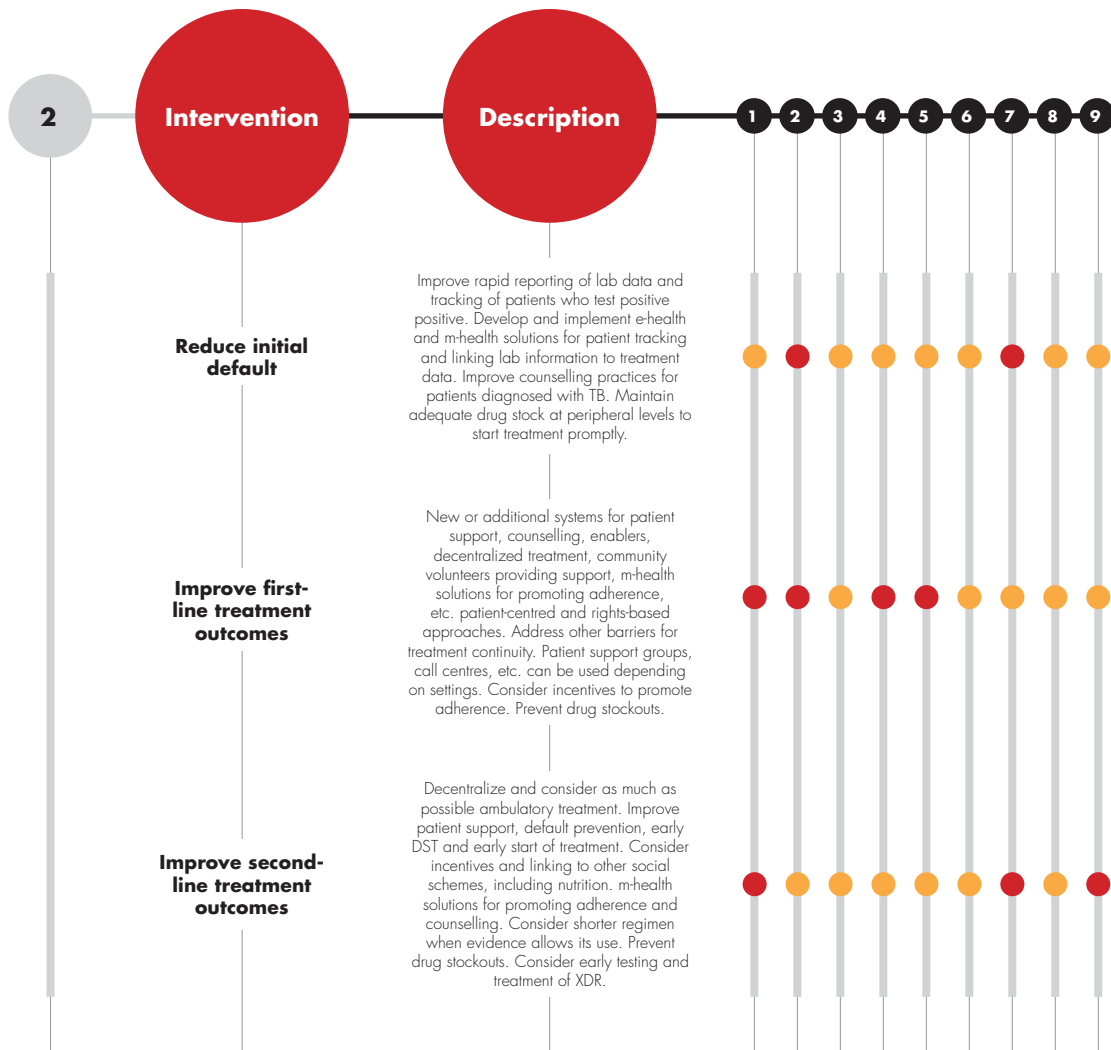 2
Intervention
Description
1 2 3 4 5 6 7 8 9
Reduce initial
default
Improve rapid reporting of lab data and
tracking of patients who test positive
positive. Develop and implement e-health
and m-health solutions for patient tracking
and linking lab information to treatment
data. Improve counselling practices for
patients diagnosed with TB. Maintain
adequate drug stock at peripheral levels to
start treatment promptly.
Improve first-
line treatment
outcomes
New or additional systems for patient
support, counselling, enablers,
decentralized treatment, community
volunteers providing support, m-health
solutions for promoting adherence,
etc. patient-centred and rights-based
approaches. Address other barriers for
treatment continuity. Patient support groups,
call centres, etc. can be used depending
on settings. Consider incentives to promote
adherence. Prevent drug stockouts.
Improve second-
line treatment
outcomes
Decentralize and consider as much as
possible ambulatory treatment. Improve
patient support, default prevention, early
DST and early start of treatment. Consider
incentives and linking to other social
schemes, including nutrition. m-health
solutions for promoting adherence and
counselling. Consider shorter regimen
when evidence allows its use. Prevent
drug stockouts. Consider early testing and
treatment of XDR.